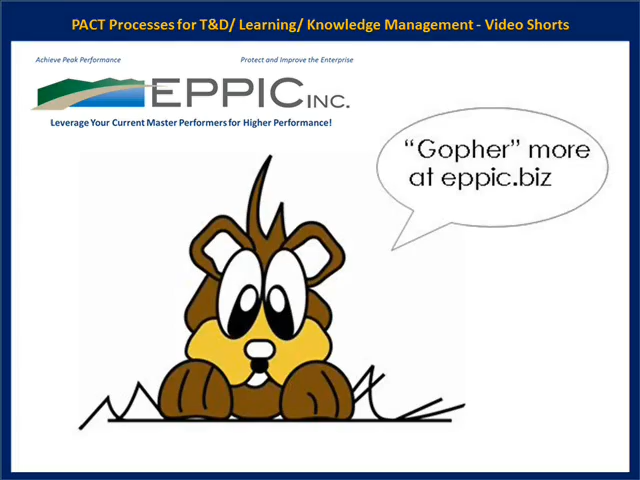 PACT Processes for T&D/ Learning/ Knowledge Management - Video Shorts
Achieve Peak Performance
Protect and Improve the Enterprise
EPPIC INC.
Leverage Your Current Master Performers for Higher Performance!
“Gopher” more
at eppic.biz